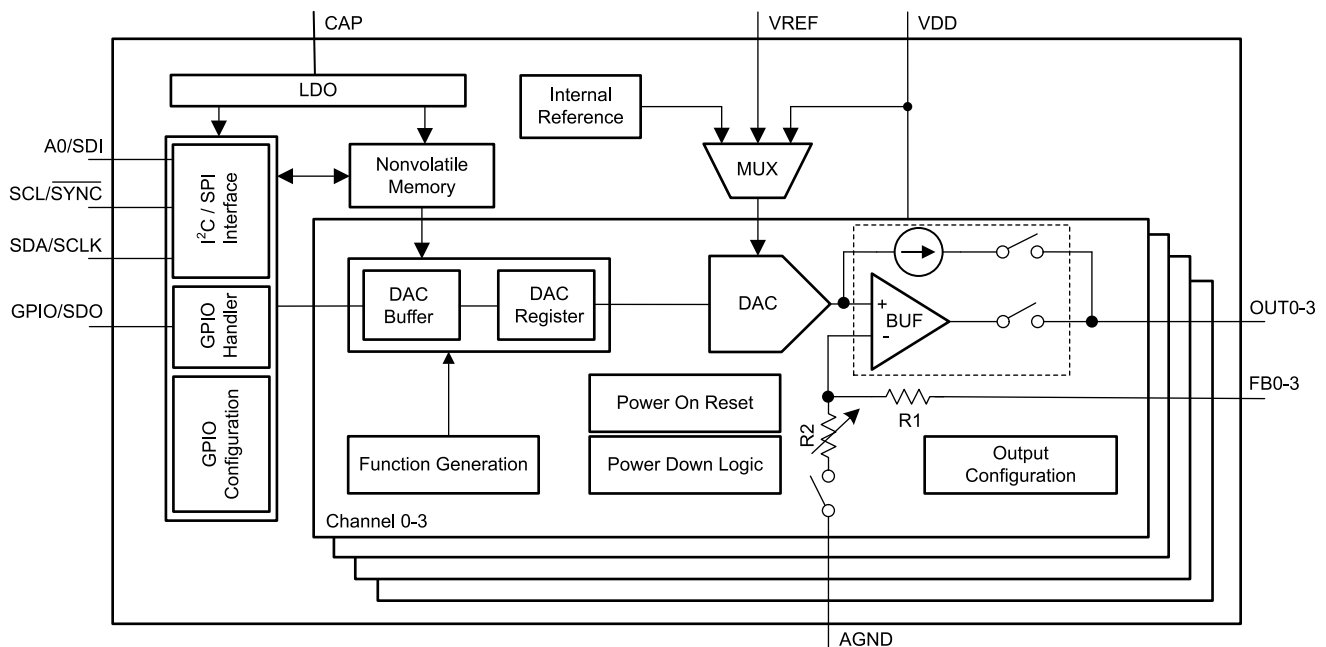 CAP
VREF
VDD
LDO
Internal
Reference
A0/SDI
SCL/SYNC
SDA/SCLK
GPIO/SDO
I²C / SPI
Interface
GPIO
Handler
GPIO
Configuration
Nonvolatile
Memory
MUX
DAC
Buffer
DAC
Register
DAC
+
BUF
-
OUT0-3
FB0-3
R1
R2
Power On Reset
Function Generation
Power Down Logic
Output
Configuration
Channel 0-3
AGND